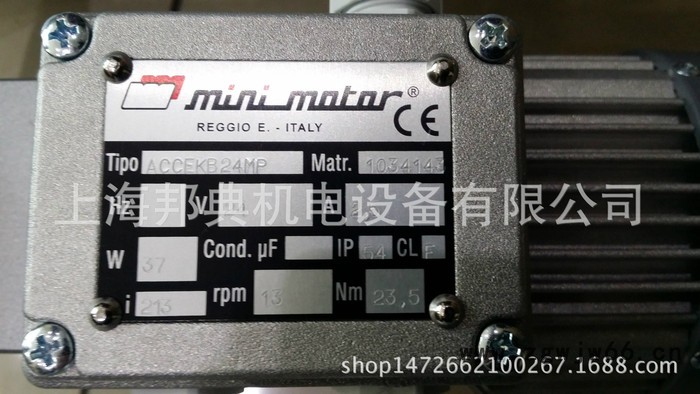 mini motor®
REGGIO E. - ITALY
CE
Tipo ACCEKB24MP Matr. 1034143
Hz V A
上海邦典机电设备有限公司
W 37 Cond. µF IP 54 CL F
i 213 rpm 13 Nm 23,5
shop1472662100267.1688.com